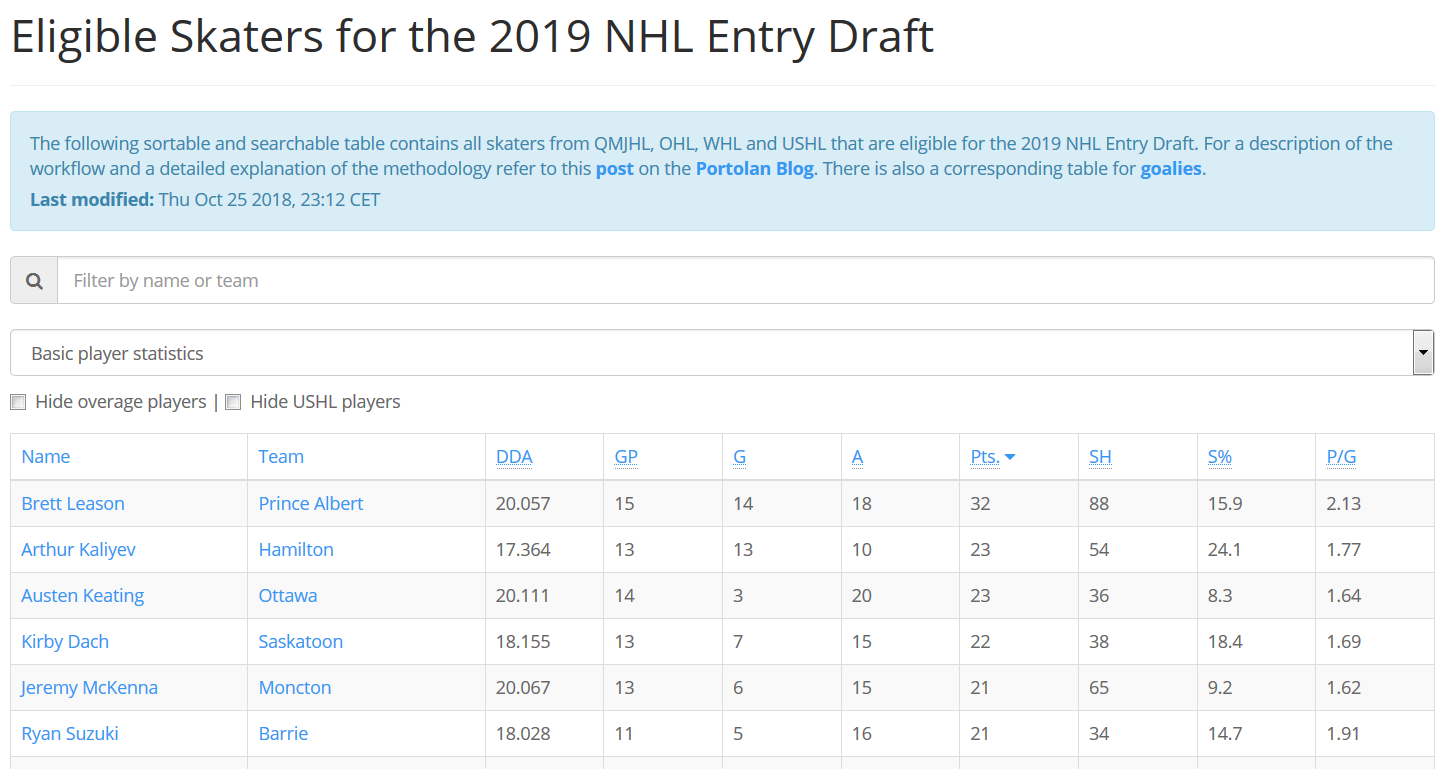 Eligible Skaters for the 2019 NHL Entry Draft
The following sortable and searchable table contains all skaters from QMJHL, OHL, WHL and USHL that are eligible for the 2019 NHL Entry Draft. For a description of the
workflow and a detailed explanation of the methodology refer to this post on the Portolan Blog. There is also a corresponding table for goalies.
Last modified: Thu Oct 25 2018, 23:12 CET
Filter by name or team
Basic player statistics
Hide overage players | Hide USHL players
Name Team DDA GP G A Pts. SH S% P/G
Brett Leason Prince Albert 20.057 15 14 18 32 88 15.9 2.13
Arthur Kaliyev Hamilton 17.364 13 13 10 23 54 24.1 1.77
Austen Keating Ottawa 20.111 14 3 20 23 36 8.3 1.64
Kirby Dach Saskatoon 18.155 13 7 15 22 38 18.4 1.69
Jeremy McKenna Moncton 20.067 13 6 15 21 65 9.2 1.62
Ryan Suzuki Barrie 18.028 11 5 16 21 34 14.7 1.91